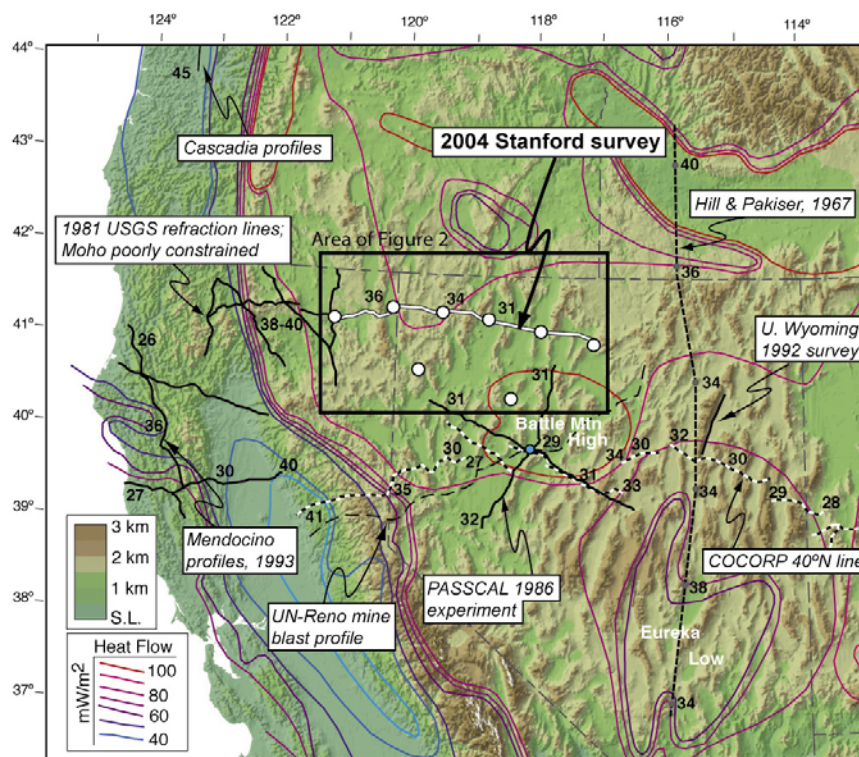 124°
122°
120°
118°
116°
114°
44°
45
Cascadia profiles
2004 Stanford survey
43°
40
Hill & Pakiser, 1967
42°
1981 USGS refraction lines;
Moho poorly constrained
Area of Figure 2
36
36
34
31
41°
38-40
26
U. Wyoming
1992 survey
31
31
34
40°
Battle Mtn
High
36
29
34
30
32
30
30
27
30
40
35
31
33
34
29
28
27
39°
41
32
3 km
2 km
1 km
S.L.
Mendocino
profiles, 1993
COCORP 40°N line
PASSCAL 1986
experiment
UN-Reno mine
blast profile
38
38°
Eureka
Low
Heat Flow
mW/m²
100
80
60
40
37°
34